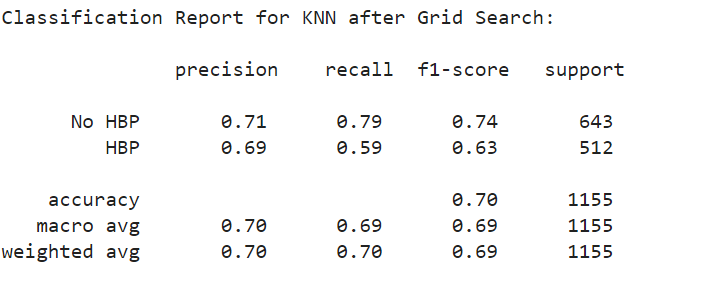 Classification Report for KNN after Grid Search:
precision recall f1-score support
No HBP 0.71 0.79 0.74 643
HBP 0.69 0.59 0.63 512
accuracy 0.70 1155
macro avg 0.70 0.69 0.69 1155
weighted avg 0.70 0.70 0.69 1155